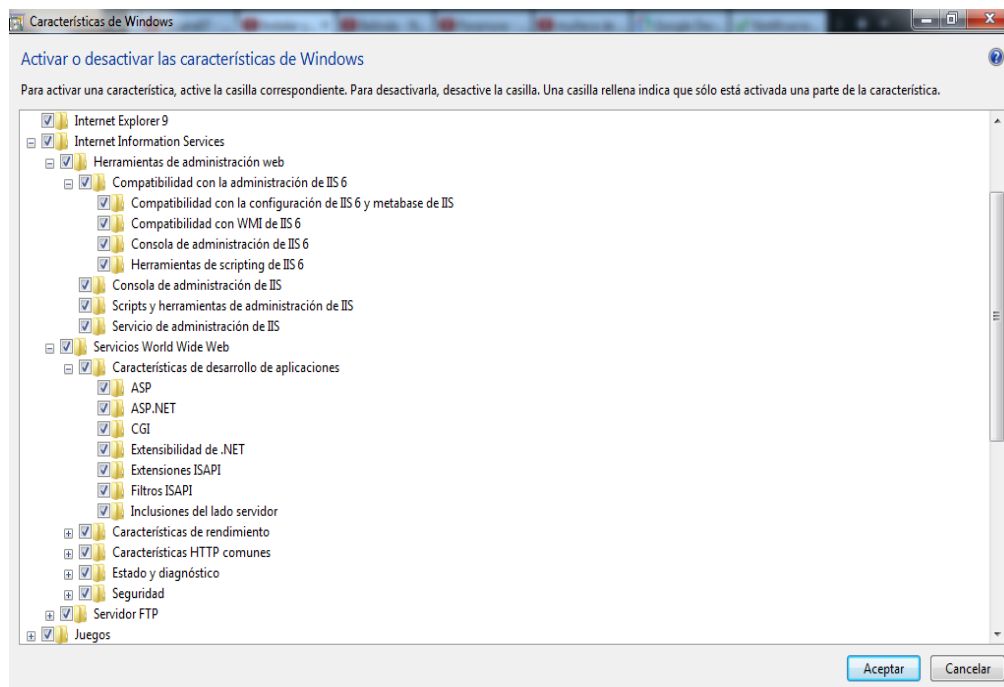 Características de Windows
Activar o desactivar las características de Windows
Para activar una característica, active la casilla correspondiente. Para desactivarla, desactive la casilla. Una casilla rellena indica que sólo está activada una parte de la característica.
Internet Explorer 9
Internet Information Services
Herramientas de administración web
Compatibilidad con la administración de IIS 6
Compatibilidad con la configuración de IIS 6 y metabase de IIS
Compatibilidad con WMI de IIS 6
Consola de administración de IIS 6
Herramientas de scripting de IIS 6
Consola de administración de IIS
Scripts y herramientas de administración de IIS
Servicio de administración de IIS
Servicios World Wide Web
Características de desarrollo de aplicaciones
ASP
ASP.NET
CGI
Extensibilidad de .NET
Extensiones ISAPI
Filtros ISAPI
Inclusiones del lado servidor
Características de rendimiento
Características HTTP comunes
Estado y diagnóstico
Seguridad
Servidor FTP
Juegos
Aceptar Cancelar